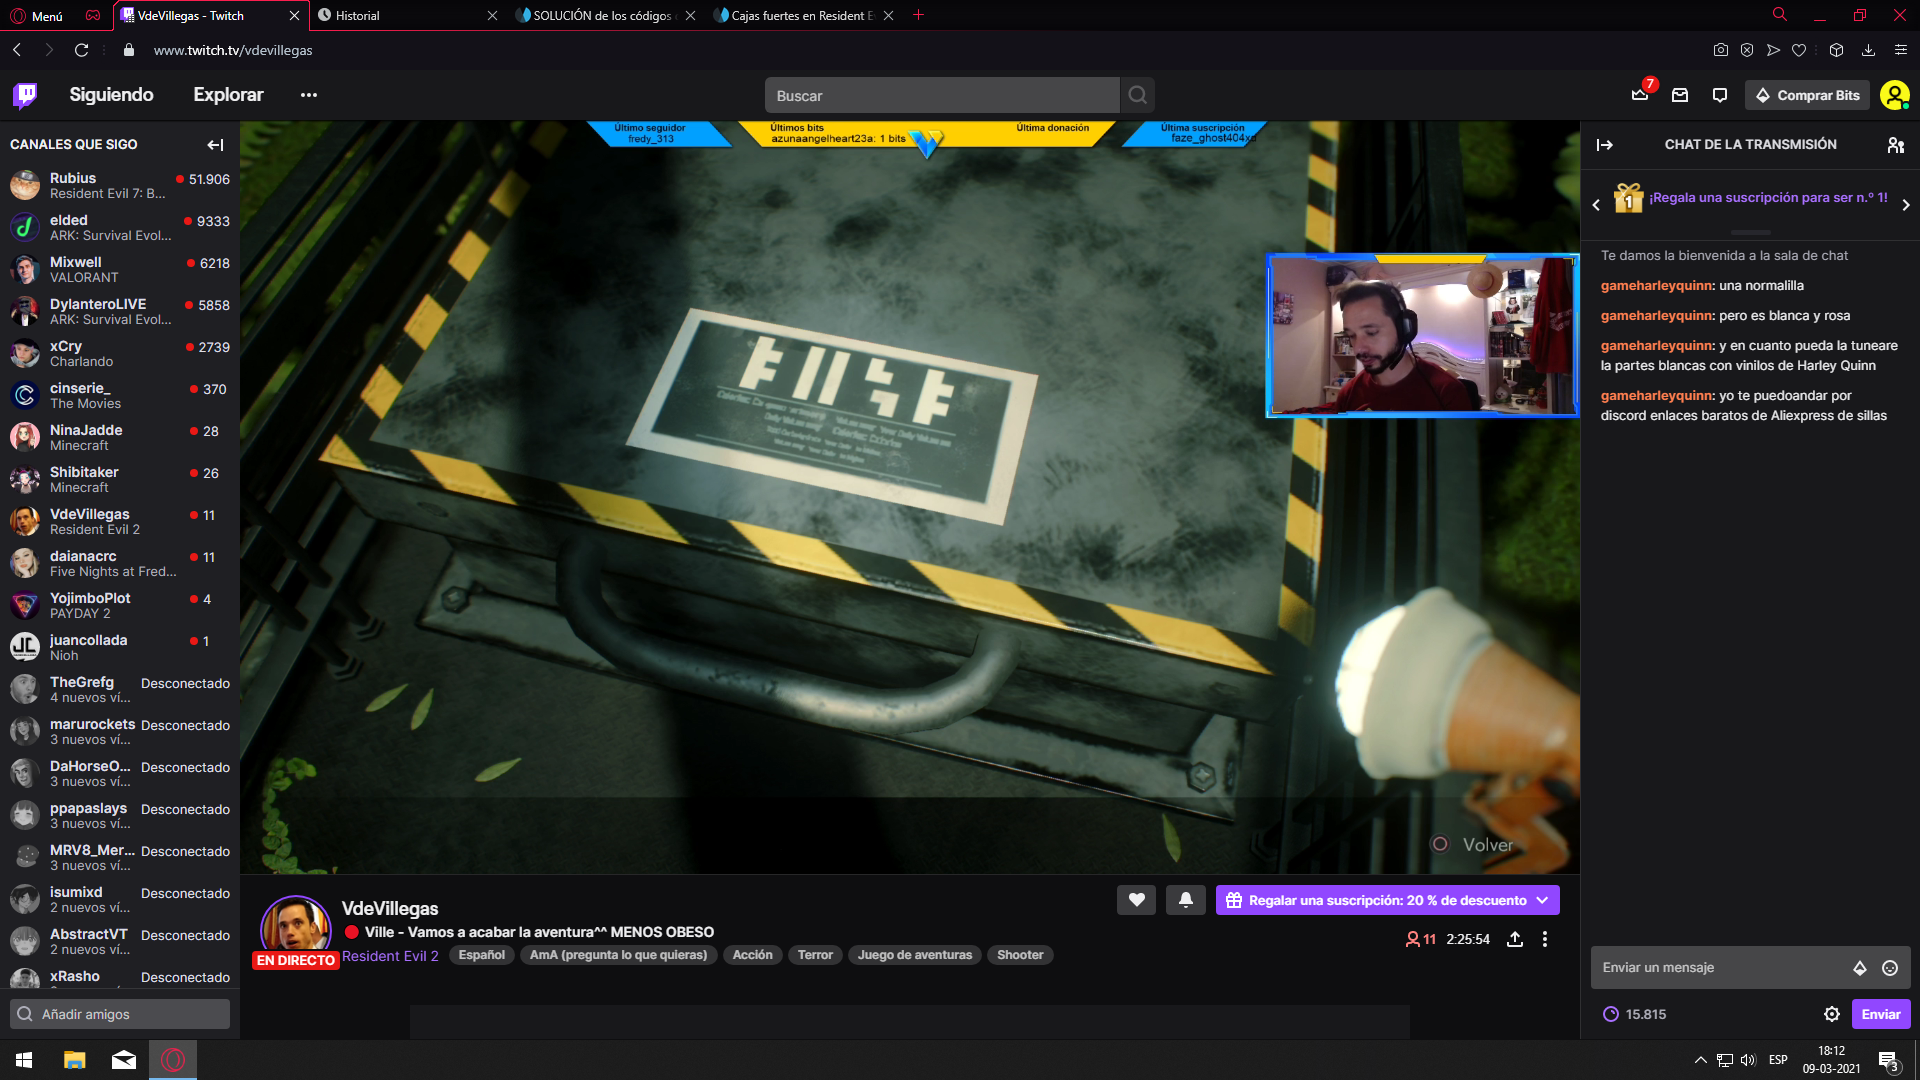 Menú
VdeVillegas - Twitch
Historial
SOLUCIÓN de los códigos
Cajas fuertes en Resident E
www.twitch.tv/vdevillegas
Siguiendo
Explorar
Buscar
7
Comprar Bits
CANALES QUE SIGO
Rubius
51.906
Resident Evil 7: B...
elded
9333
ARK: Survival Evol...
Mixwell
6218
VALORANT
DylanteroLIVE
5858
ARK: Survival Evol...
xCry
2739
Charlando
cinserie_
370
The Movies
NinaJadde
28
Minecraft
Shibitaker
26
Minecraft
VdeVillegas
11
Resident Evil 2
daianacrc
11
Five Nights at Fred...
YojimboPlot
4
PAYDAY 2
juancollada
1
Nioh
TheGrefg
Desconectado
4 nuevos ví...
marurockets
Desconectado
3 nuevos ví...
DaHorseO...
Desconectado
3 nuevos ví...
ppapaslays
Desconectado
3 nuevos ví...
MRV8_Mer...
Desconectado
3 nuevos ví...
isumixd
Desconectado
2 nuevos ví...
AbstractVT
Desconectado
2 nuevos ví...
xRasho
Desconectado
Añadir amigos
Último seguidor
fredy_313
Últimos bits
azunaangelheart23a: 1 bits
Última donación
Última suscripción
faze_ghost404xd
Volver
VdeVillegas
Ville - Vamos a acabar la aventura^^ MENOS OBESO
EN DIRECTO
Resident Evil 2
Español
AmA (pregunta lo que quieras)
Acción
Terror
Juego de aventuras
Shooter
Regalar una suscripción: 20 % de descuento
11
2:25:54
CHAT DE LA TRANSMISIÓN
1
¡Regala una suscripción para ser n.º 1!
Te damos la bienvenida a la sala de chat
gameharleyquinn: una normalilla
gameharleyquinn: pero es blanca y rosa
gameharleyquinn: y en cuanto pueda la tuneare
la partes blancas con vinilos de Harley Quinn
gameharleyquinn: yo te puedoandar por
discord enlaces baratos de Aliexpress de sillas
Enviar un mensaje
15.815
Enviar
ESP
18:12
09-03-2021
3